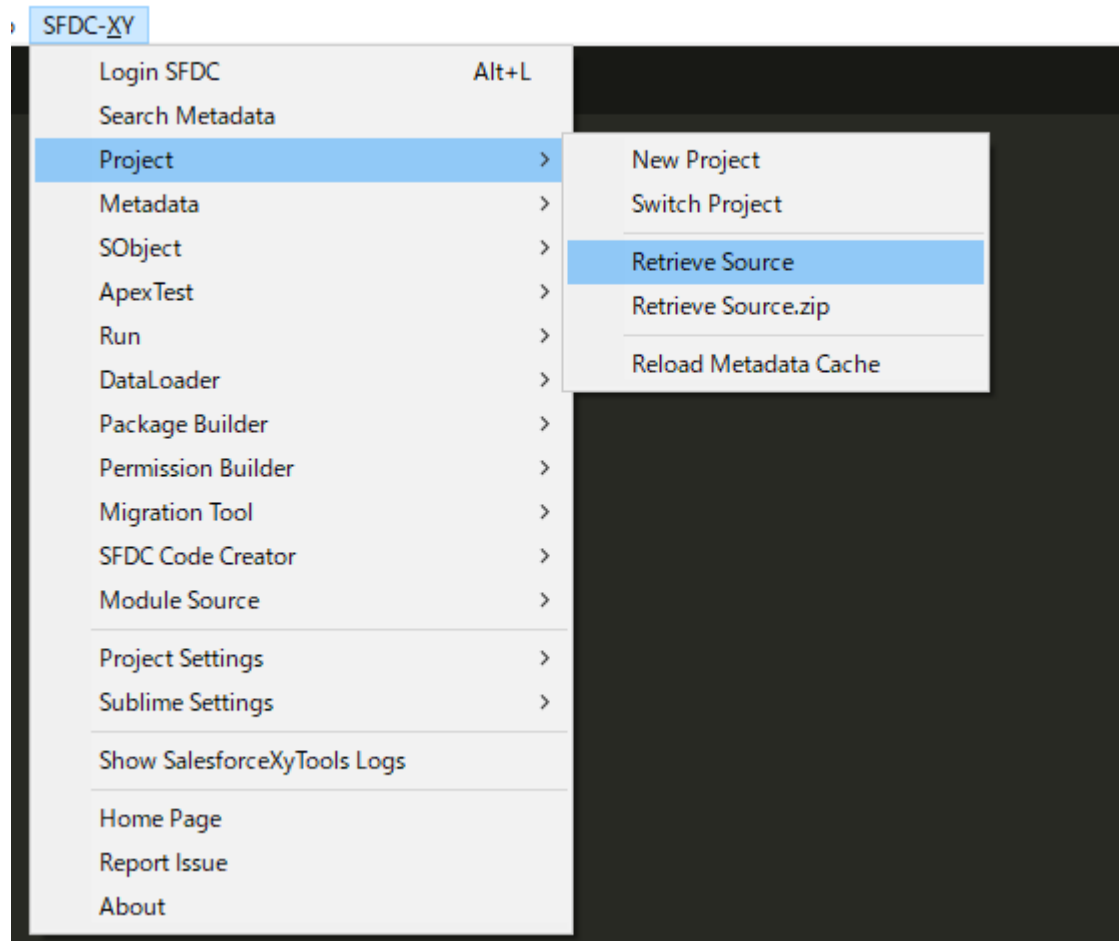 SFDC-XY
Login SFDC Alt+L
Search Metadata
Project
Metadata
SObject
ApexTest
Run
DataLoader
Package Builder
Permission Builder
Migration Tool
SFDC Code Creator
Module Source
Project Settings
Sublime Settings
Show SalesforceXyTools Logs
Home Page
Report Issue
About
New Project
Switch Project
Retrieve Source
Retrieve Source.zip
Reload Metadata Cache